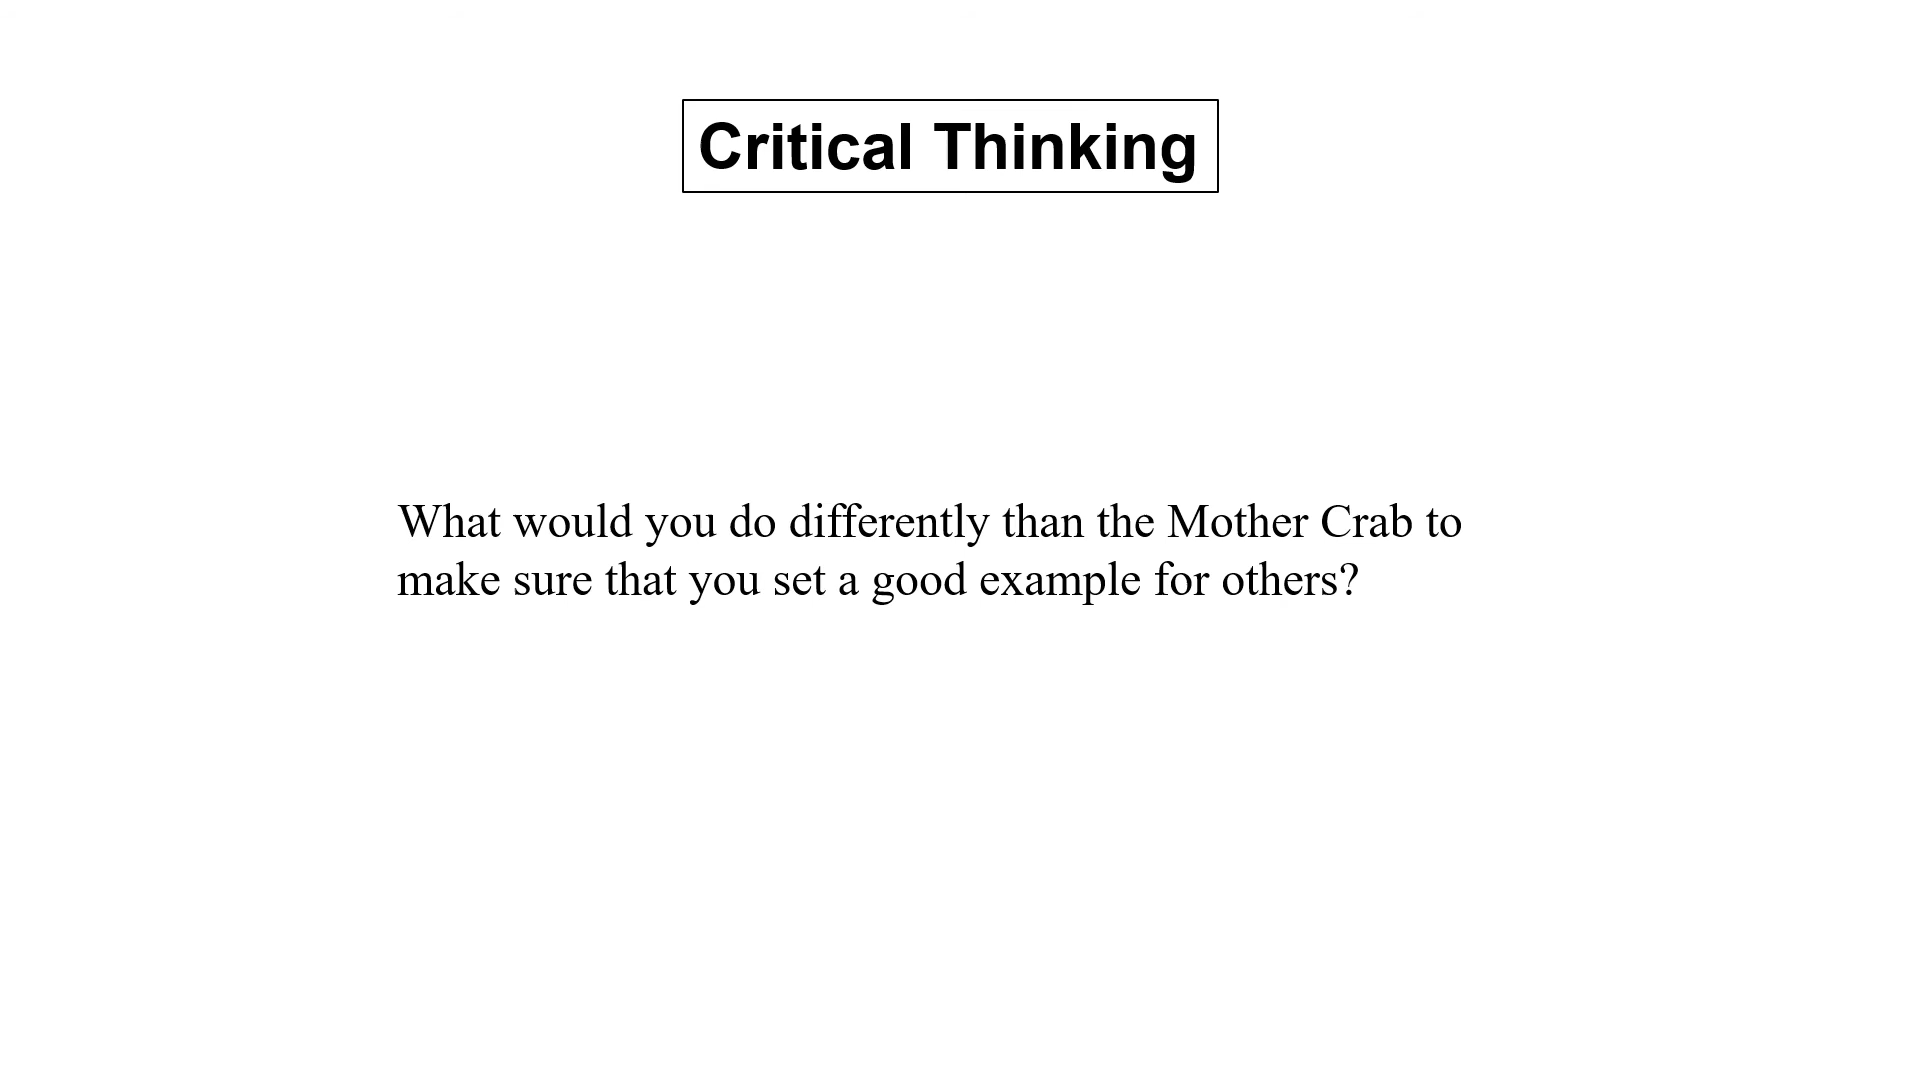 Critical Thinking
What would you do differently than the Mother Crab to
make sure that you set a good example for others?